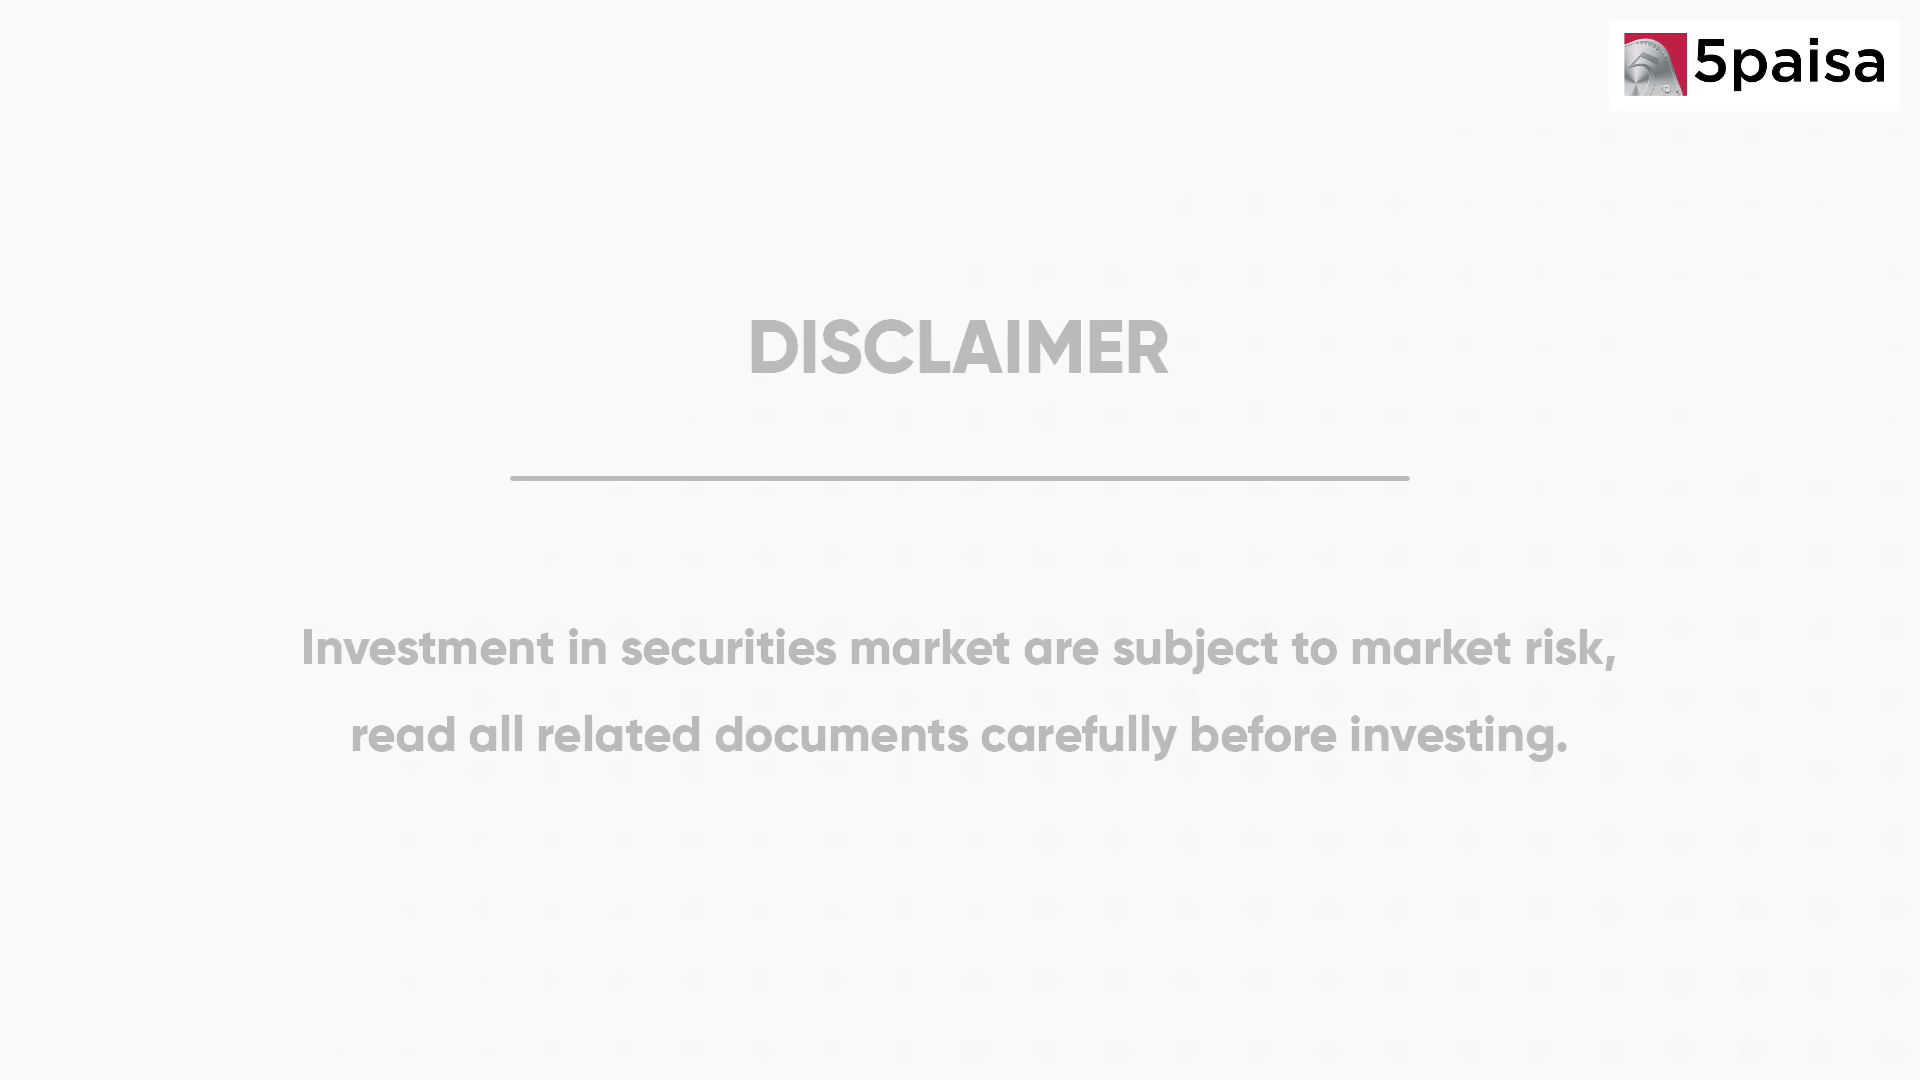 5paisa
DISCLAIMER
Investment in securities market are subject to market risk,
read all related documents carefully before investing.